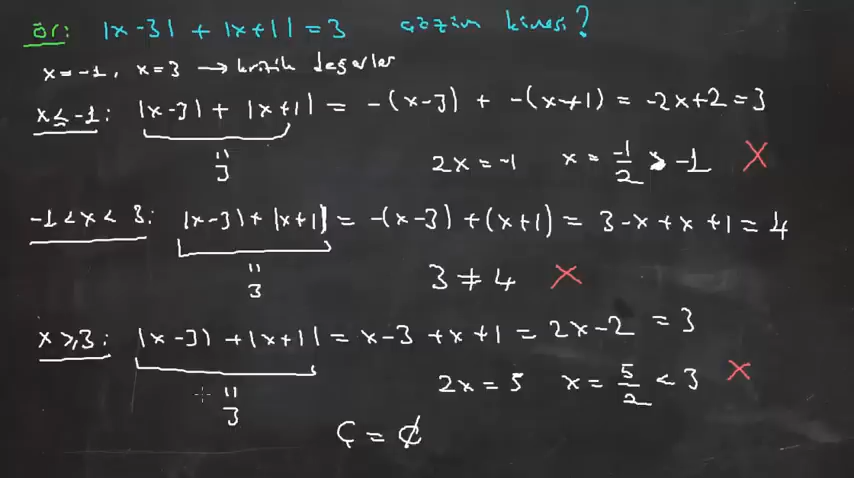 ör: |x-3| + |x+1| = 3 çözüm kümesi?
x = -1, x = 3 → kritik değerler
x ≤ -1: |x-3| + |x+1| = -(x-3) + -(x+1) = -2x+2 = 3
" 3 2x = -1 x = -1/2 > -1 X
-1 < x < 3: |x-3| + |x+1| = -(x-3) + (x+1) = 3-x+x+1 = 4
" 3 3 ≠ 4 X
x ≥ 3: |x-3| + |x+1| = x-3 + x+1 = 2x-2 = 3
" 3 2x = 5 x = 5/2 < 3 X
Ç = ₵